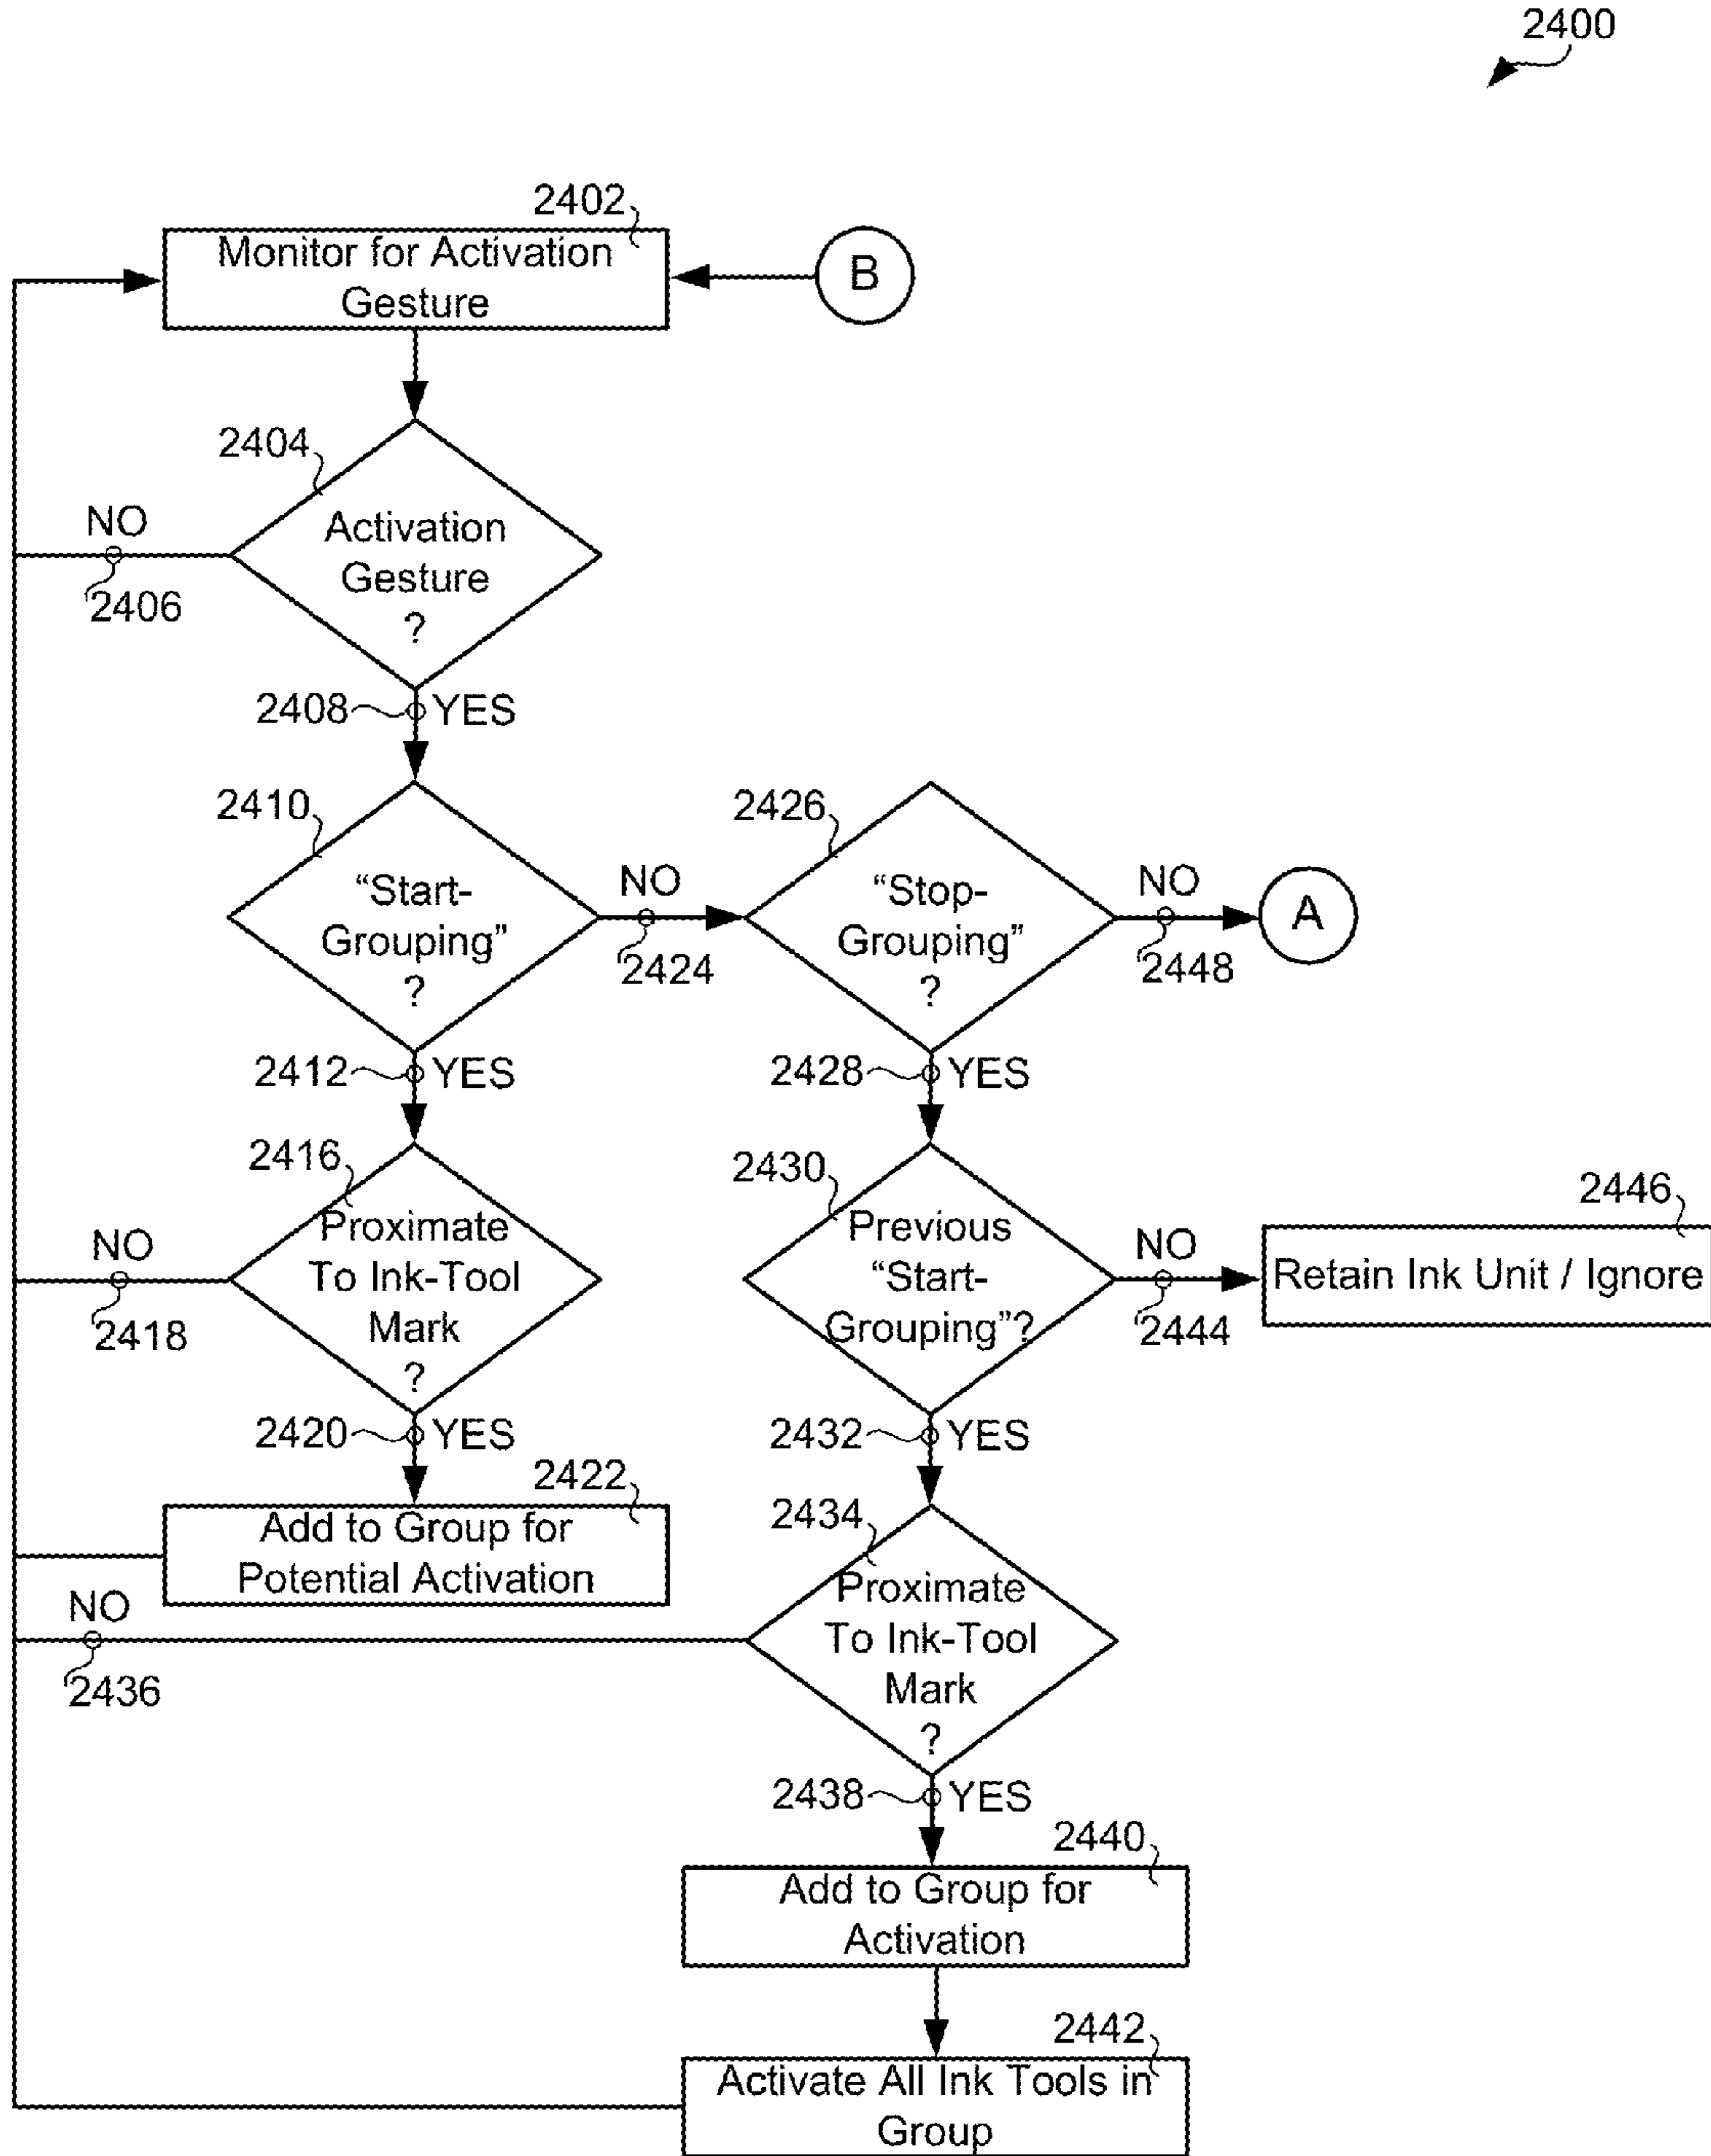 2400
2402
Monitor for Activation
Gesture
B
2404
Activation
Gesture
?
NO
2406
2408
YES
2410
“Start-
Grouping”
?
NO
2424
2426
“Stop-
Grouping”
?
NO
2448
A
2412
YES
2428
YES
2416
Proximate
To Ink-Tool
Mark
?
NO
2418
2430
Previous
“Start-
Grouping”?
NO
2444
2446
Retain Ink Unit / Ignore
2420
YES
2432
YES
2422
Add to Group for
Potential Activation
2434
Proximate
To Ink-Tool
Mark
?
NO
2436
2438
YES
2440
Add to Group for
Activation
2442
Activate All Ink Tools in
Group